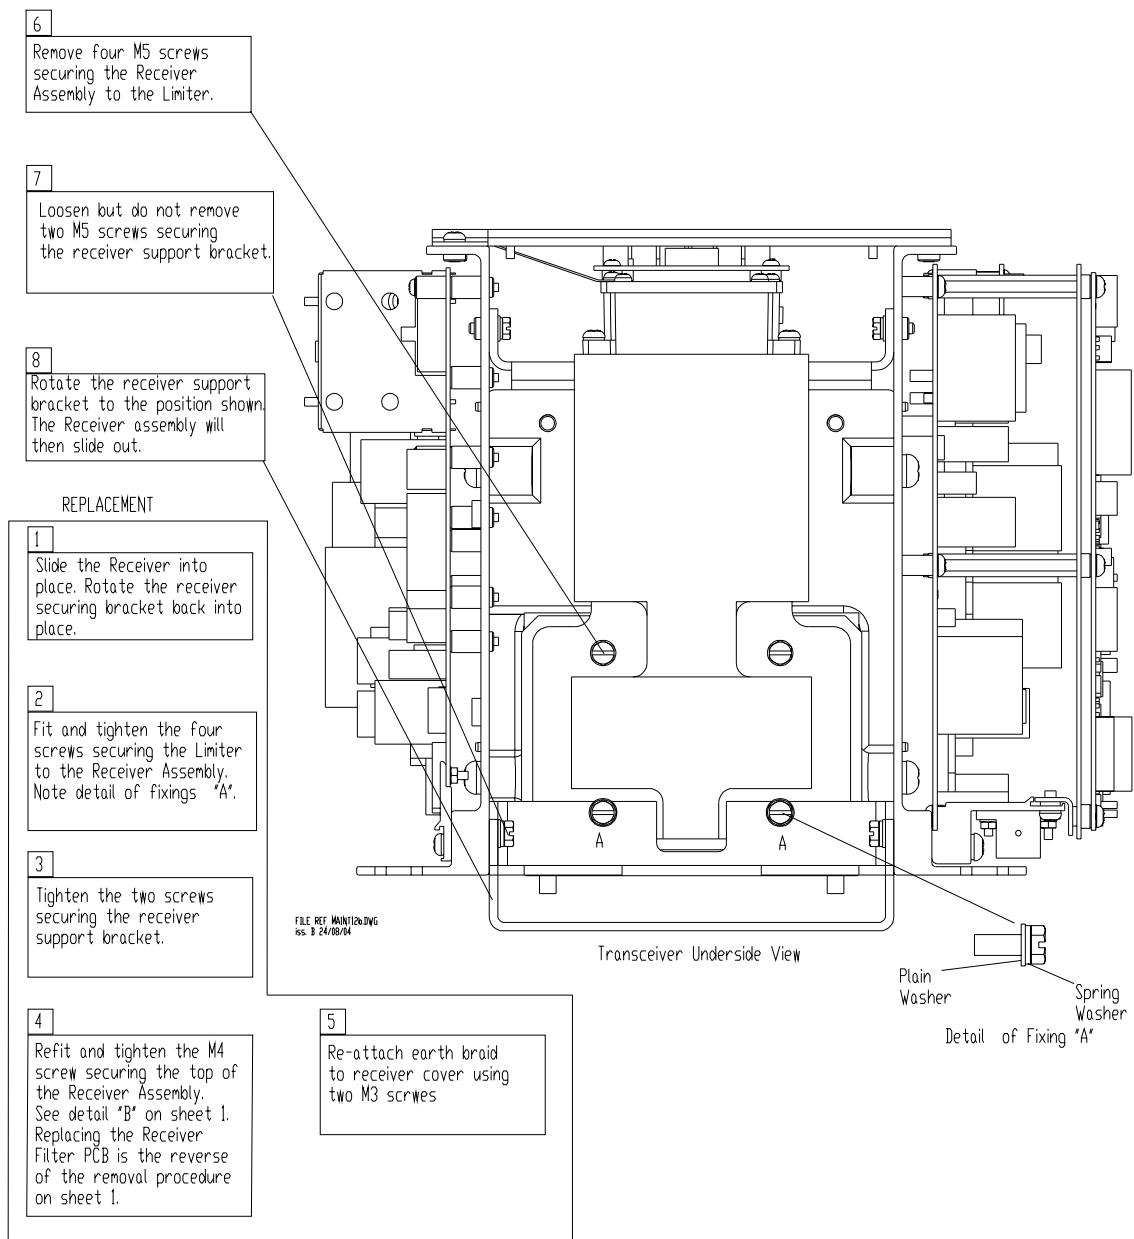 6
Remove four M5 screws
securing the Receiver
Assembly to the Limiter.
7
Loosen but do not remove
two M5 screws securing
the receiver support bracket.
8
Rotate the receiver support
bracket to the position shown.
The Receiver assembly will
then slide out.
REPLACEMENT
1
Slide the Receiver into
place. Rotate the receiver
securing bracket back into
place.
2
Fit and tighten the four
screws securing the Limiter
to the Receiver Assembly.
Note detail of fixings "A".
3
Tighten the two screws
securing the receiver
support bracket.
4
Refit and tighten the M4
screw securing the top of
the Receiver Assembly.
See detail "B" on sheet 1.
Replacing the Receiver
Filter PCB is the reverse
of the removal procedure
on sheet 1.
5
Re-attach earth braid
to receiver cover using
two M3 scrwes
A
A
FILE REF MAINT12b.DWG
iss. B 24/08/04
Transceiver Underside View
Plain
Washer
Spring
Washer
Detail of Fixing "A"